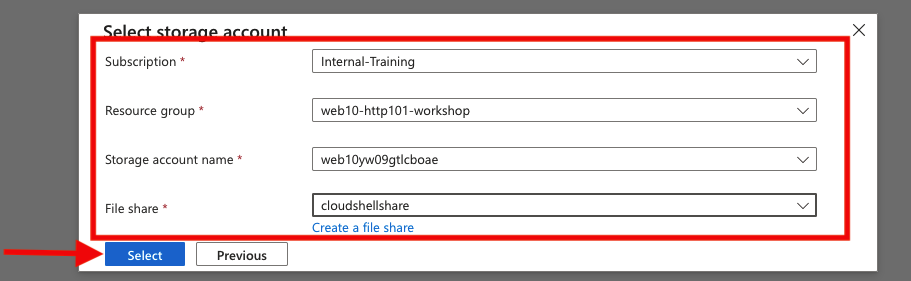 Select storage account
Subscription *
Internal-Training
Resource group *
web10-http101-workshop
Storage account name *
web10yw09gtlcboae
File share *
cloudshellshare
Create a file share
Select
Previous